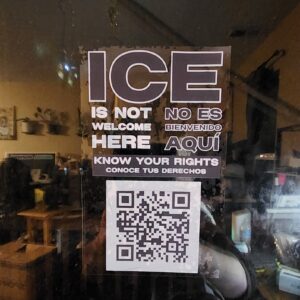 ICE
IS NOT
WELCOME
HERE
NO ES
BIENVENIDO
AQUÍ
KNOW YOUR RIGHTS
CONOCE TUS DERECHOS